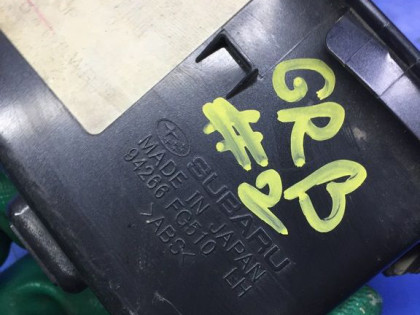 GRB
#2
SUBARU
MADE IN JAPAN
94266 FG510 LH
>ABS<